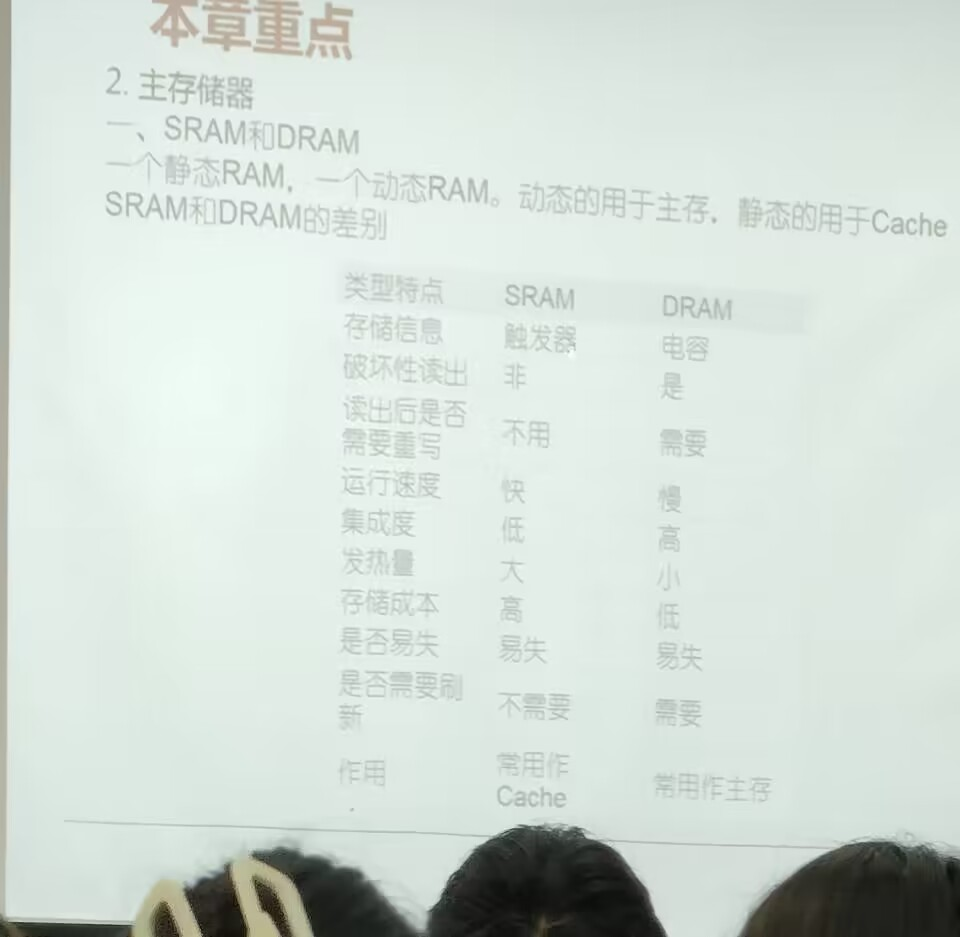 本章重点
2. 主存储器
一、SRAM和DRAM
一个静态RAM，一个动态RAM。动态的用于主存．静态的用于Cache
SRAM和DRAM的差别
类型特点 SRAM DRAM
存储信息 触发器 电容
破坏性读出 非 是
读出后是否
需要重写 不用 需要
运行速度 快 慢
集成度 低 高
发热量 大 小
存储成本 高 低
是否易失 易失 易失
是否需要刷
新 不需要 需要
作用 常用作
Cache 常用作主存